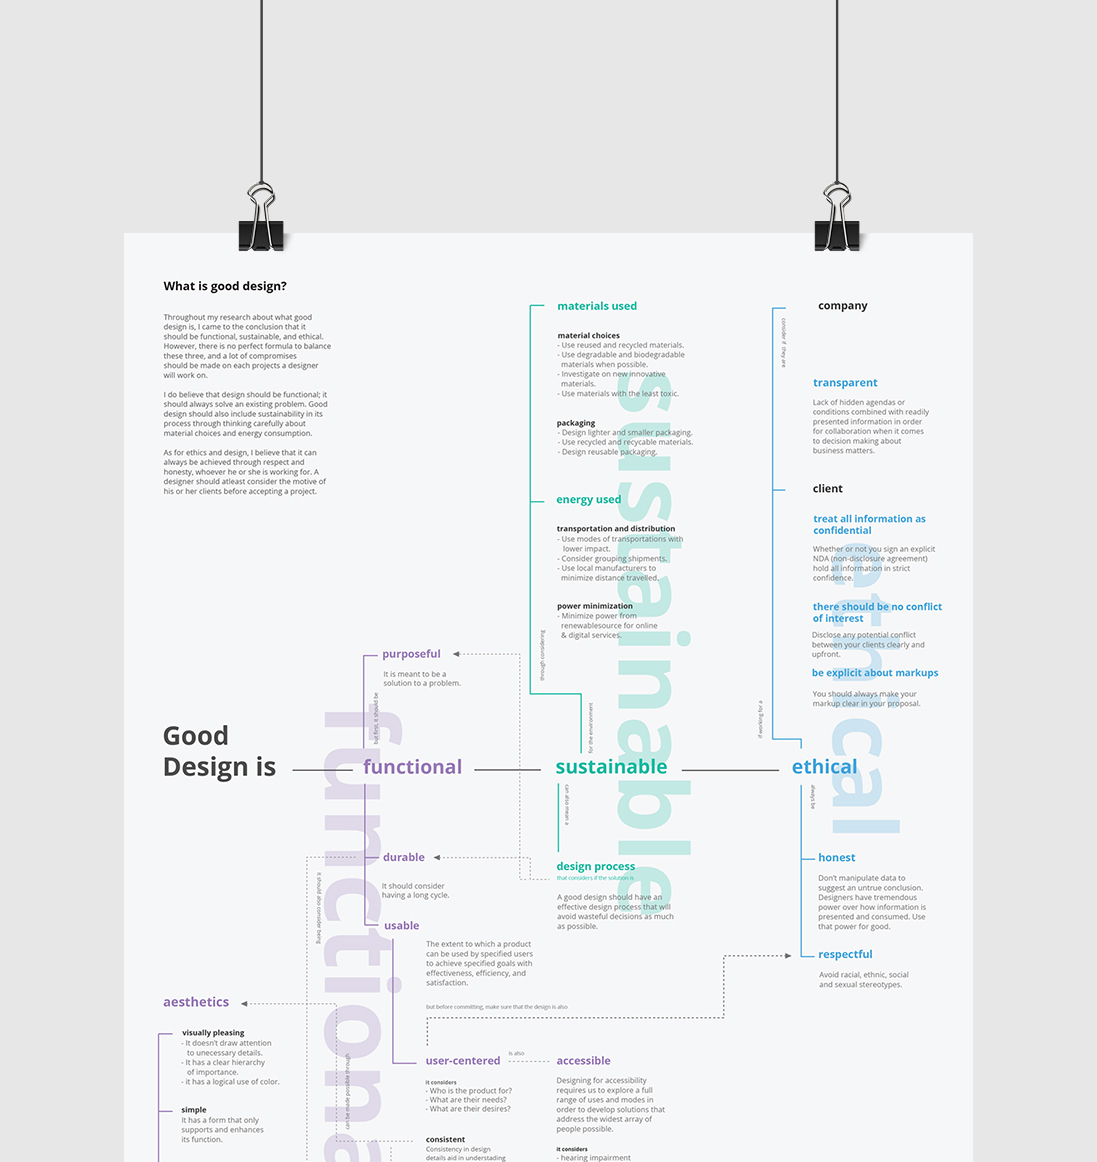 What is good design?
Throughout my research about what good
design is, I came to the conclusion that it
should be functional, sustainable, and ethical.
However, there is no perfect formula to balance
these three, and a lot of compromises
should be made on each projects a designer
will work on.
I do believe that design should be functional; it
should always solve an existing problem. Good
design should also include sustainability in its
process through thinking carefully about
material choices and energy consumption.
As for ethics and design, I believe that it can
always be achieved through respect and
honesty, whoever he or she is working for. A
designer should atleast consider the motive of
his or her clients before accepting a project.
Good
Design is
functional
sustainable
ethical
functiona
sustainable
ethical
but first, it should be
purposeful
It is meant to be a
solution to a problem.
durable
It should consider
having a long cycle.
usable
The extent to which a product
can be used by specified users
to achieve specified goals with
effectiveness, efficiency, and
satisfaction.
it should also consider being
aesthetics
visually pleasing
- It doesn't draw attention
to unecessary details.
- It has a clear hierarchy
of importance.
- it has a logical use of color.
simple
It has a form that only
supports and enhances
its function.
can be made possible through
but before committing, make sure that the design is also
user-centered
is also
accessible
it considers
- Who is the product for?
- What are their needs?
- What are their desires?
consistent
Consistency in design
details aid in understading
Designing for accessibility
requires us to explore a full
range of uses and modes in
order to develop solutions that
address the widest array of
people possible.
it considers
- hearing impairment
through considering
for the environment
materials used
material choices
- Use reused and recycled materials.
- Use degradable and biodegradable
materials when possible.
- Investigate on new innovative
materials.
- Use materials with the least toxic.
packaging
- Design lighter and smaller packaging.
- Use recycled and recycable materials.
- Design reusable packaging.
energy used
transportation and distribution
- Use modes of transportations with
lower impact.
- Consider grouping shipments.
- Use local manufacturers to
minimize distance travelled.
power minimization
- Minimize power from
renewablesource for online
& digital services.
can also mean a
design process
that considers if the solution is
A good design should have an
effective design process that will
avoid wasteful decisions as much
as possible.
if working for a
company
consider if they are
transparent
Lack of hidden agendas or
conditions combined with readily
presented information in order
for collaboration when it comes
to decision making about
business matters.
client
treat all information as
confidential
Whether or not you sign an explicit
NDA (non-disclosure agreement)
hold all information in strict
confidence.
there should be no conflict
of interest
Disclose any potential conflict
between your clients clearly and
upfront.
be explicit about markups
You should always make your
markup clear in your proposal.
always be
honest
Don't manipulate data to
suggest an untrue conclusion.
Designers have tremendous
power over how information is
presented and consumed. Use
that power for good.
respectful
Avoid racial, ethnic, social
and sexual stereotypes.